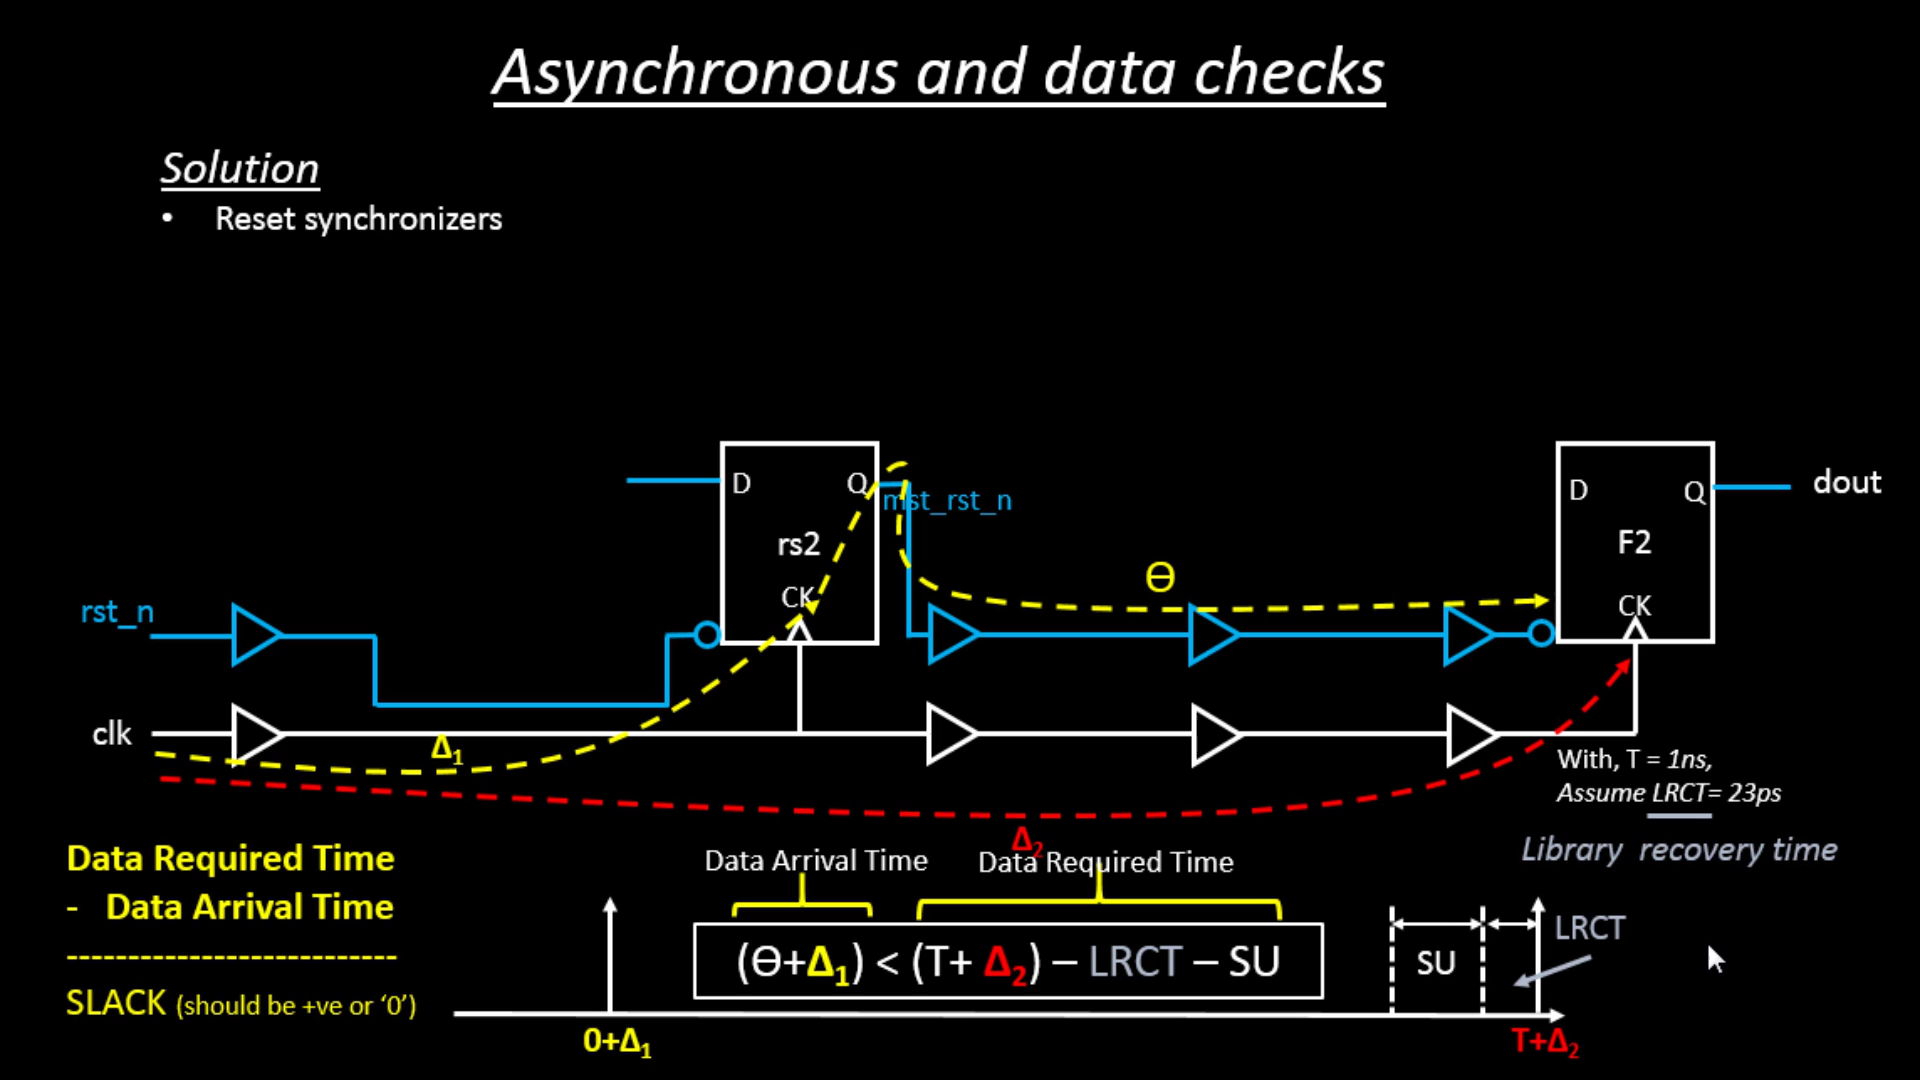 Asynchronous and data checks
Solution
• Reset synchronizers
D Q
mst_rst_n
rs2
CK
D Q
dout
F2
CK
Ɵ
rst_n
clk
Δ1
With, T = 1ns,
Assume LRCT= 23ps
Δ2
Library recovery time
Data Required Time
- Data Arrival Time
---------------------------
SLACK (should be +ve or ‘0’)
Data Arrival Time Data Required Time
(Ɵ+Δ1) < (T+ Δ2) – LRCT – SU
SU
LRCT
0+Δ1
T+Δ2